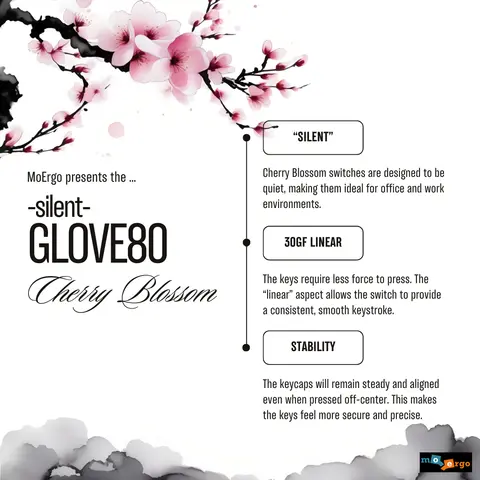 MoErgo presents the ...
-silent-
GLOVE80
Cherry Blossom
“SILENT”
Cherry Blossom switches are designed to be
quiet, making them ideal for office and work
environments.
30GF LINEAR
The keys require less force to press. The
“linear” aspect allows the switch to provide
a consistent, smooth keystroke.
STABILITY
The keycaps will remain steady and aligned
even when pressed off-center. This makes
the keys feel more secure and precise.
moergo